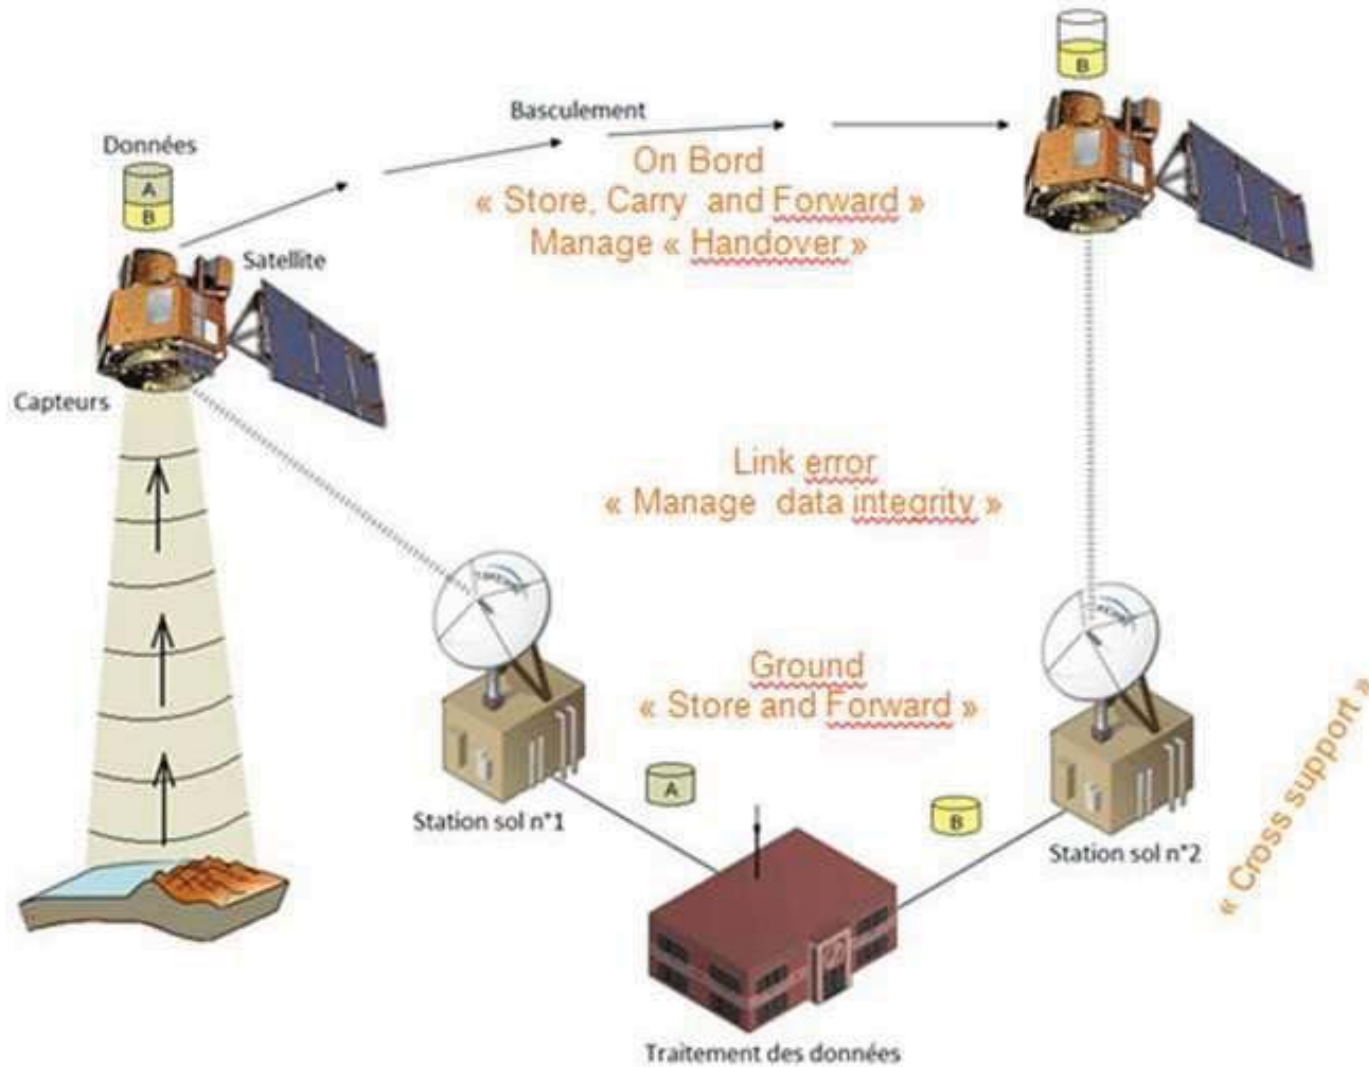 B
Basculement
Données
A
B
On Bord
« Store, Carry and Forward »
Manage « Handover »
Satellite
Capteurs
Link error
« Manage data integrity »
Ground
« Store and Forward »
A
B
Station sol n°1
Station sol n°2
« Cross support »
Traitement des données